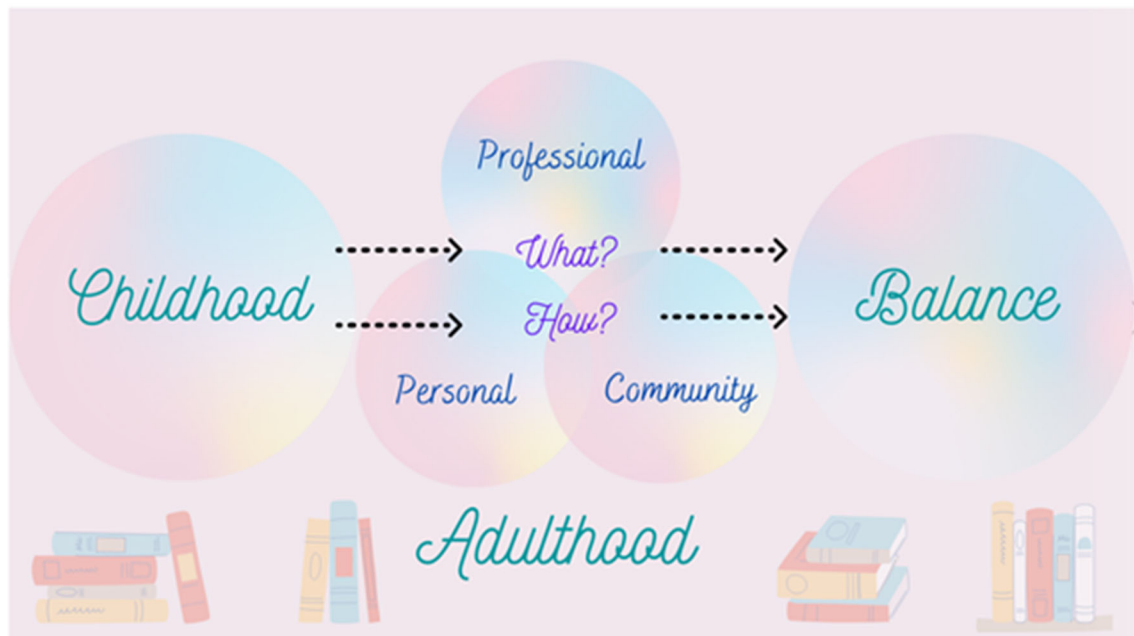 Professional
What?
Childhood
How?
Balance
Personal
Community
Adulthood